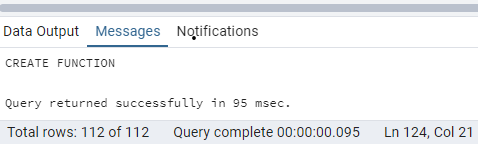 Data Output Messages Notifications
CREATE FUNCTION
Query returned successfully in 95 msec.
Total rows: 112 of 112 Query complete 00:00:00.095 Ln 124, Col 21